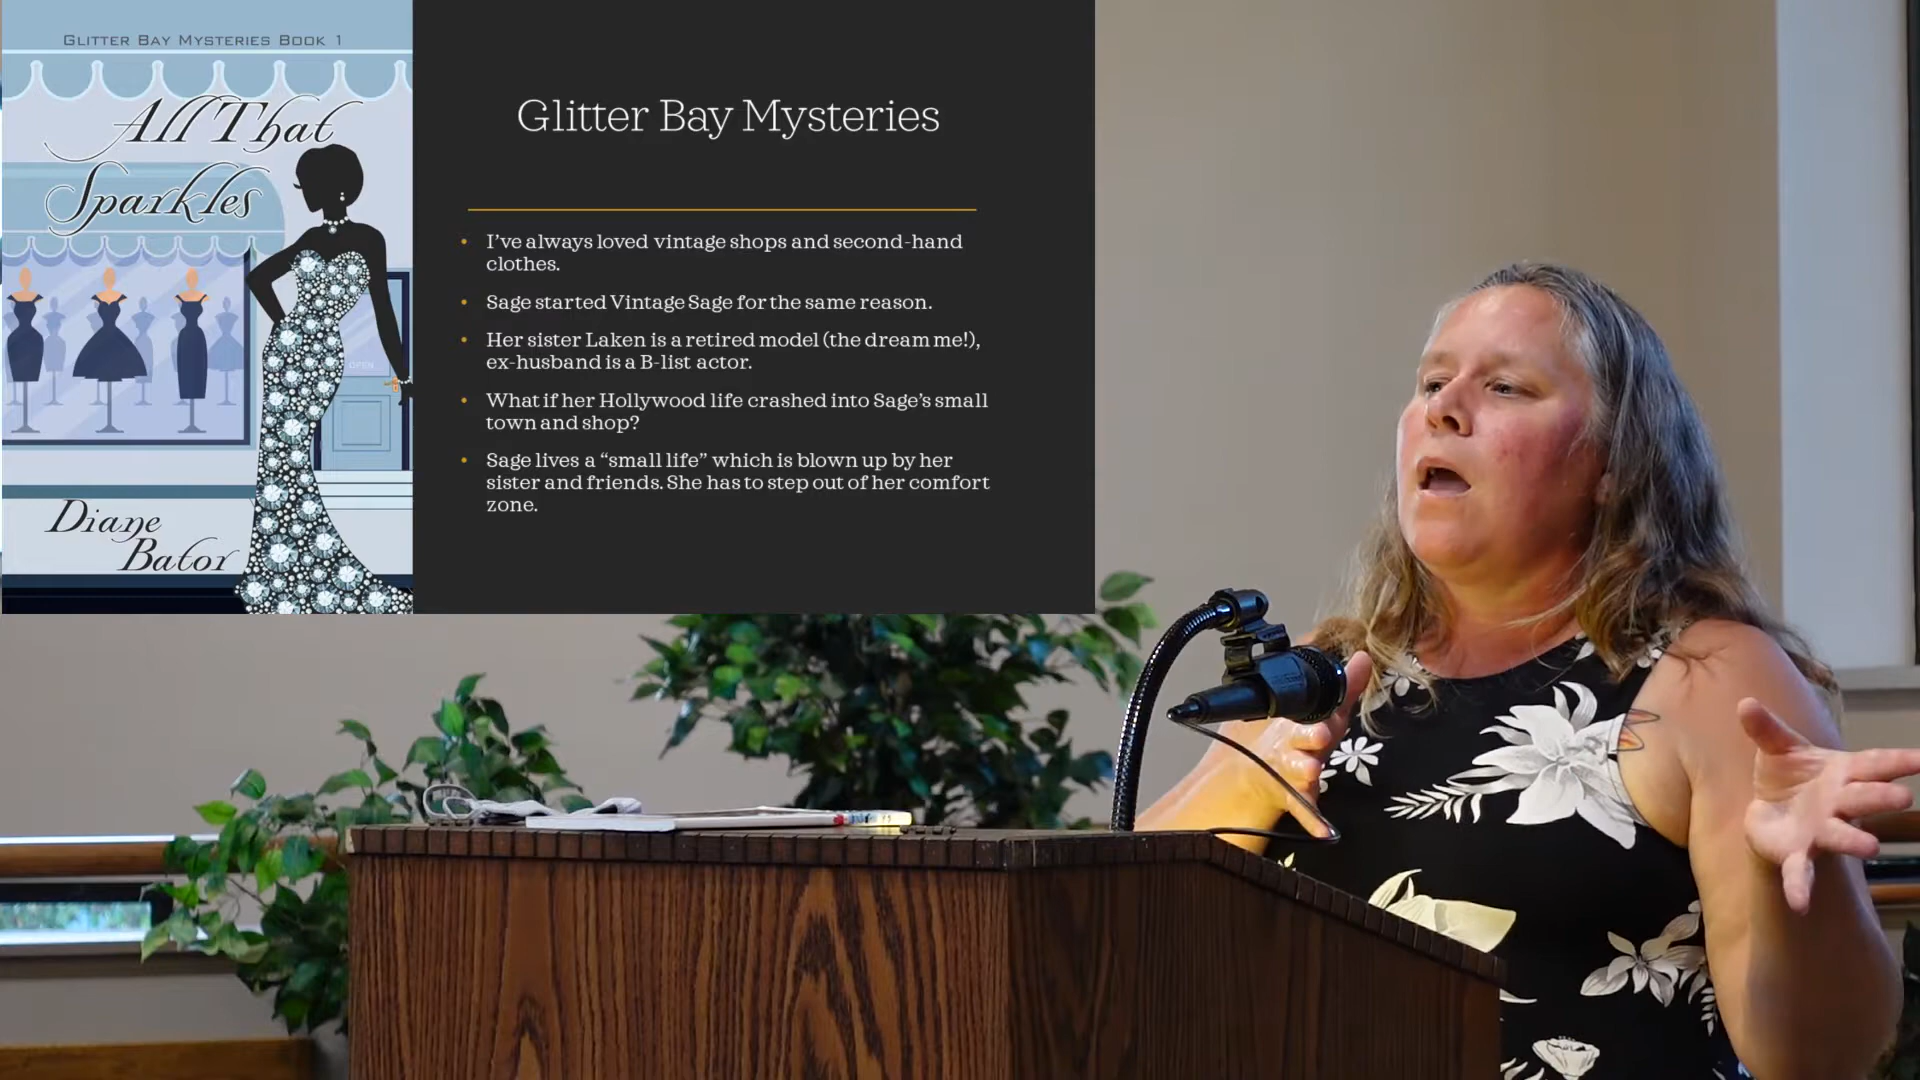 GLITTER BAY MYSTERIES BOOK 1
All That
Sparkles
OPEN
Diane
Bator
Glitter Bay Mysteries
• I’ve always loved vintage shops and second-hand
clothes.
• Sage started Vintage Sage for the same reason.
• Her sister Laken is a retired model (the dream me!),
ex-husband is a B-list actor.
• What if her Hollywood life crashed into Sage’s small
town and shop?
• Sage lives a “small life” which is blown up by her
sister and friends. She has to step out of her comfort
zone.